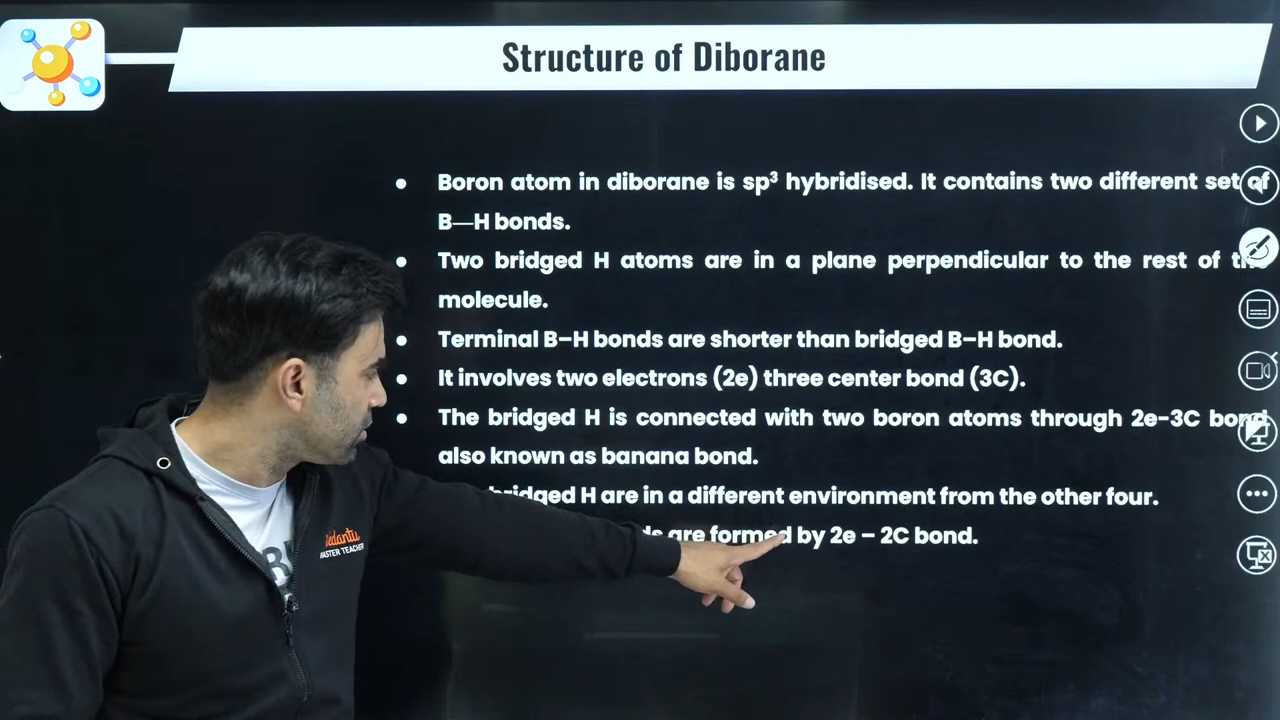 Structure of Diborane
● Boron atom in diborane is sp³ hybridised. It contains two different set of
B—H bonds.
● Two bridged H atoms are in a plane perpendicular to the rest of the
molecule.
● Terminal B–H bonds are shorter than bridged B–H bond.
● It involves two electrons (2e) three center bond (3C).
● The bridged H is connected with two boron atoms through 2e-3C bond
also known as banana bond.
bridged H are in a different environment from the other four.
are formed by 2e – 2C bond.
Vedantu
MASTER TEACHER